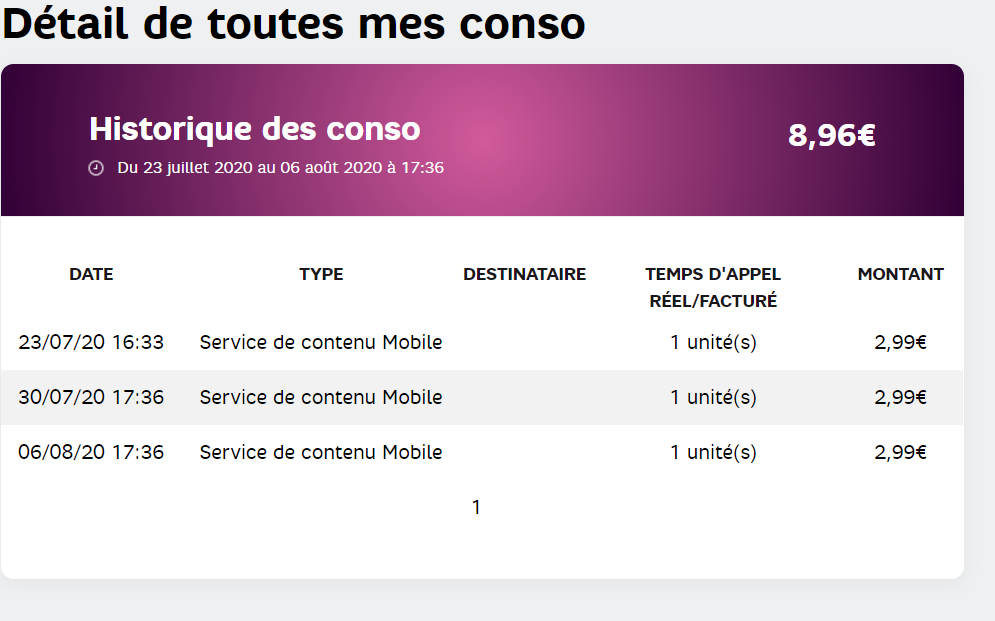 Détail de toutes mes conso
Historique des conso
8,96€
Du 23 juillet 2020 au 06 août 2020 à 17:36
DATE TYPE DESTINATAIRE TEMPS D'APPEL MONTANT
RÉEL/FACTURÉ
23/07/20 16:33 Service de contenu Mobile 1 unité(s) 2,99€
30/07/20 17:36 Service de contenu Mobile 1 unité(s) 2,99€
06/08/20 17:36 Service de contenu Mobile 1 unité(s) 2,99€
1